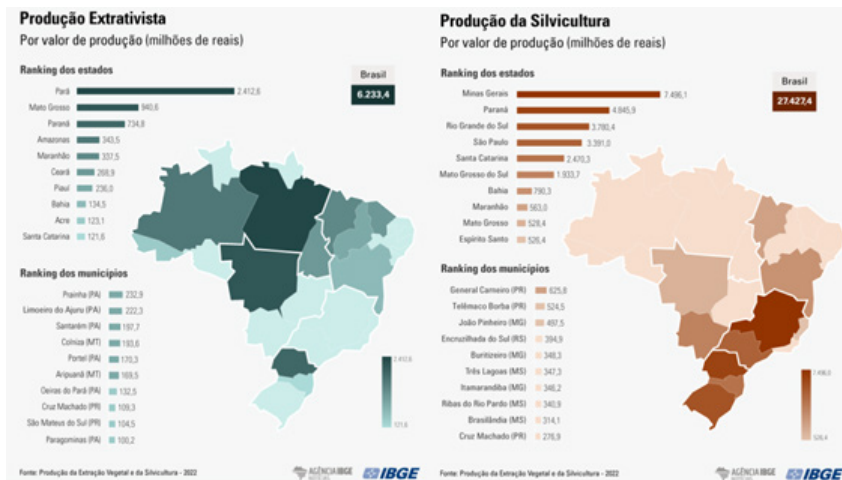 Produção Extrativista
Por valor de produção (milhões de reais)
Ranking dos estados
Brasil
6.233,4
Pará 2.412,6
Mato Grosso 940,6
Paraná 734,8
Amazonas 343,5
Maranhão 337,5
Ceará 268,9
Piauí 236,0
Bahia 134,5
Acre 123,1
Santa Catarina 121,6
Ranking dos municípios
Prainha (PA) 232,9
Limoeiro do Ajuru (PA) 222,3
Santarém (PA) 197,7
Colniza (MT) 193,6
Portel (PA) 170,3
Aripuanã (MT) 169,5
Oeiras do Pará (PA) 132,5
Cruz Machado (PR) 109,3
São Mateus do Sul (PR) 104,5
Paragominas (PA) 100,2
2.412,6
121,6
Fonte: Produção da Extração Vegetal e da Silvicultura - 2022
AGÊNCIA IBGE
NOTÍCIAS
IBGE
Produção da Silvicultura
Por valor de produção (milhões de reais)
Ranking dos estados
Brasil
27.427,4
Minas Gerais 7.496,1
Paraná 4.845,9
Rio Grande do Sul 3.780,4
São Paulo 3.391,0
Santa Catarina 2.470,3
Mato Grosso do Sul 1.933,7
Bahia 790,3
Maranhão 563,0
Mato Grosso 528,4
Espírito Santo 526,4
Ranking dos municípios
General Carneiro (PR) 625,8
Telêmaco Borba (PR) 524,5
João Pinheiro (MG) 497,5
Encruzilhada do Sul (RS) 394,9
Buritizeiro (MG) 348,3
Três Lagoas (MS) 347,3
Itamarandiba (MG) 346,2
Ribas do Rio Pardo (MS) 340,9
Brasilândia (MS) 314,1
Cruz Machado (PR) 276,9
526,4
Fonte: Produção da Extração Vegetal e da Silvicultura - 2022
AGÊNCIA IBGE
NOTÍCIAS
IBGE